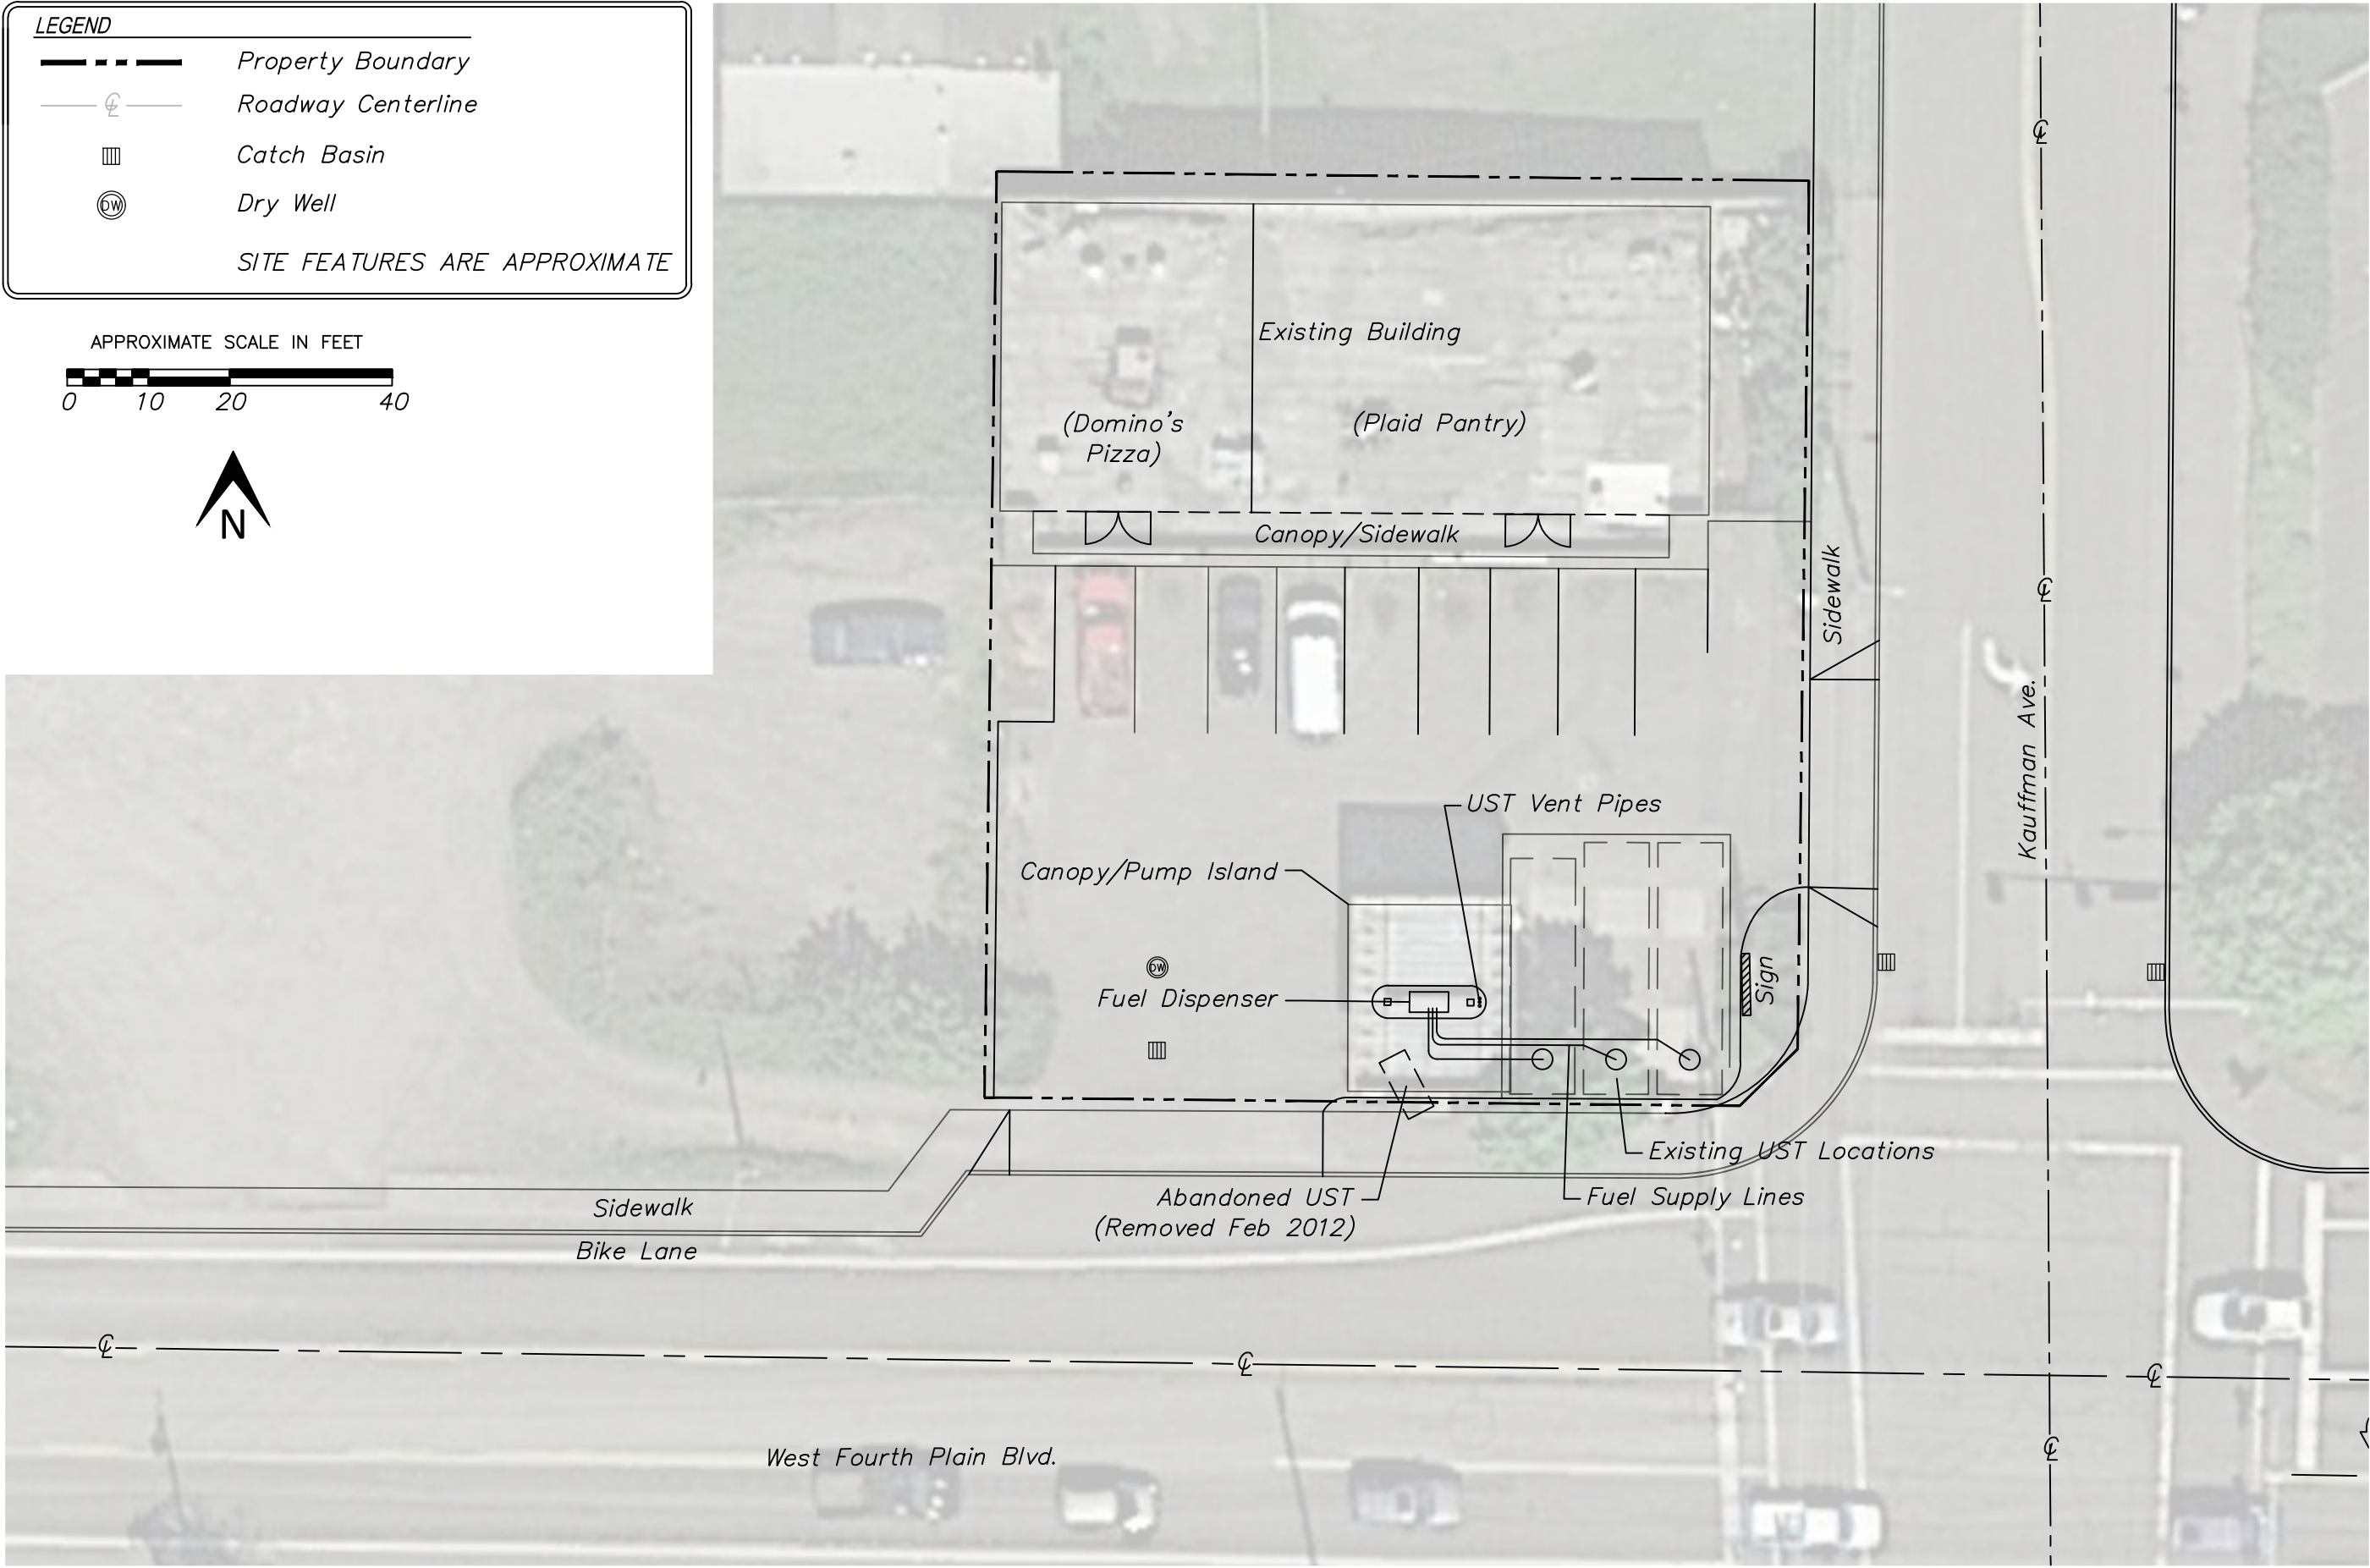 LEGEND
Property Boundary
℄ Roadway Centerline
Catch Basin
DW Dry Well
SITE FEATURES ARE APPROXIMATE
APPROXIMATE SCALE IN FEET
0 10 20 40
N
℄
Existing Building
(Domino's
Pizza)
(Plaid Pantry)
Canopy/Sidewalk
Sidewalk
℄
Kauffman Ave.
UST Vent Pipes
Canopy/Pump Island
DW
Sign
Fuel Dispenser
Existing UST Locations
Abandoned UST
(Removed Feb 2012)
Fuel Supply Lines
Sidewalk
Bike Lane
℄
℄
℄
℄
West Fourth Plain Blvd.